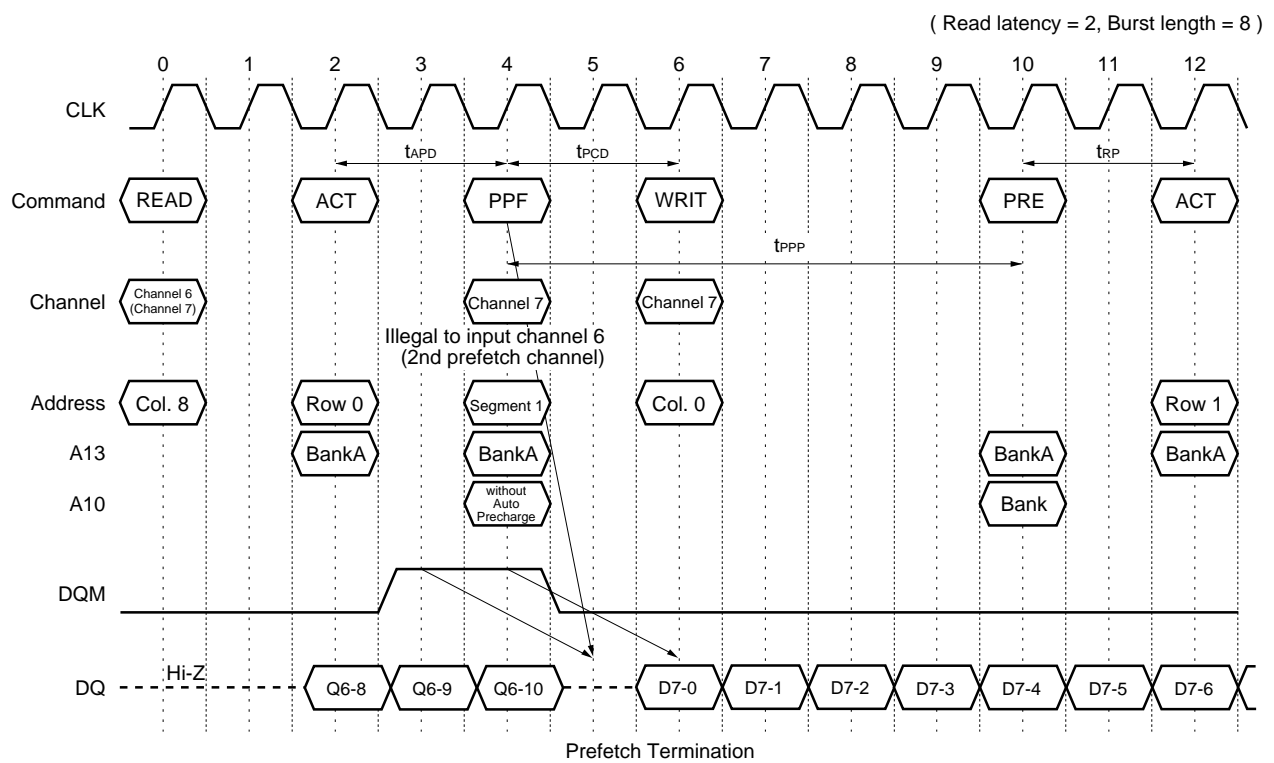 ( Read latency = 2, Burst length = 8 )
0 1 2 3 4 5 6 7 8 9 10 11 12
CLK
tAPD tPCD tRP
Command READ ACT PPF WRIT PRE ACT
tPPP
Channel Channel 6 (Channel 7) Channel 7 Channel 7
Illegal to input channel 6
(2nd prefetch channel)
Address Col. 8 Row 0 Segment 1 Col. 0 Row 1
A13 BankA BankA BankA BankA
A10 without Auto Precharge Bank
DQM
Hi-Z
DQ Q6-8 Q6-9 Q6-10 D7-0 D7-1 D7-2 D7-3 D7-4 D7-5 D7-6
Prefetch Termination